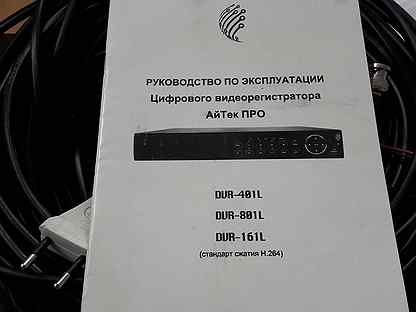 РУКОВОДСТВО ПО ЭКСПЛУАТАЦИИ
Цифрового видеорегистратора
АйТек ПРО
DVR-401L
DVR-801L
DVR-161L
(стандарт сжатия H.264)